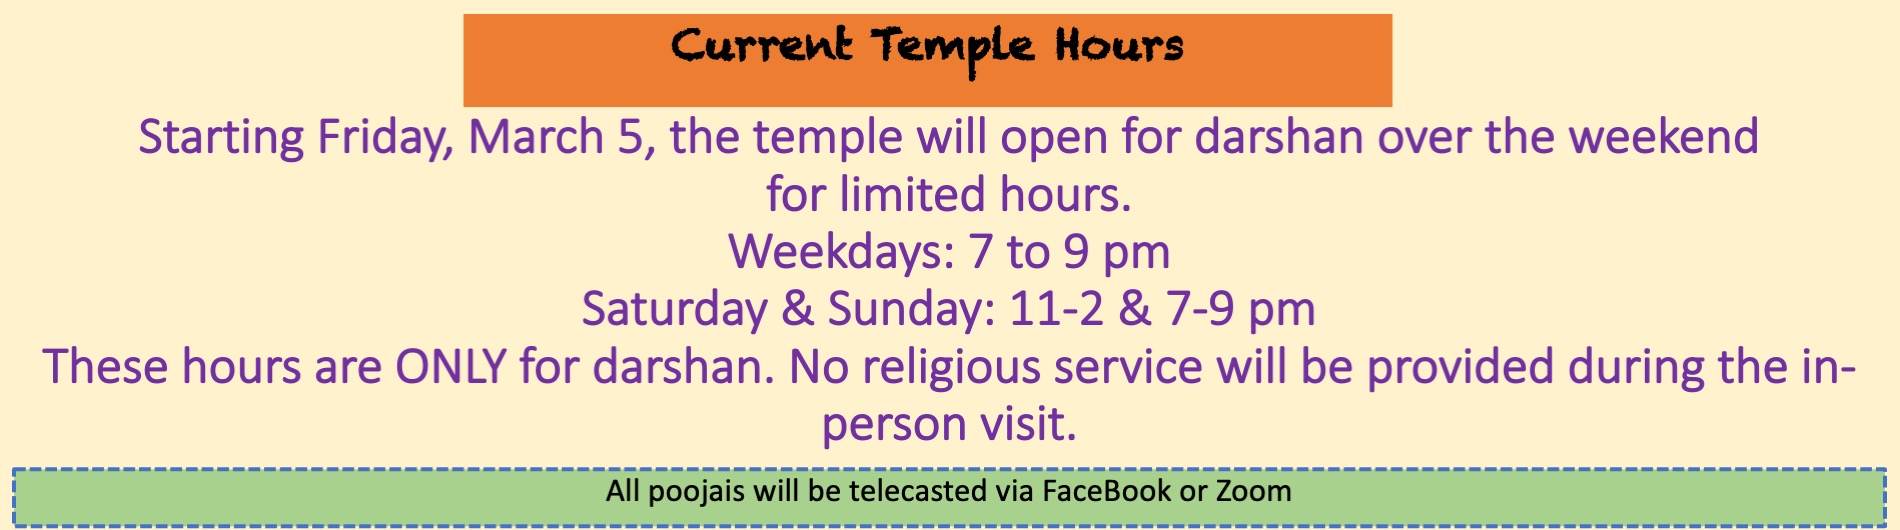 Current Temple Hours
Starting Friday, March 5, the temple will open for darshan over the weekend
for limited hours.
Weekdays: 7 to 9 pm
Saturday & Sunday: 11-2 & 7-9 pm
These hours are ONLY for darshan. No religious service will be provided during the in-
person visit.
All poojais will be telecasted via FaceBook or Zoom